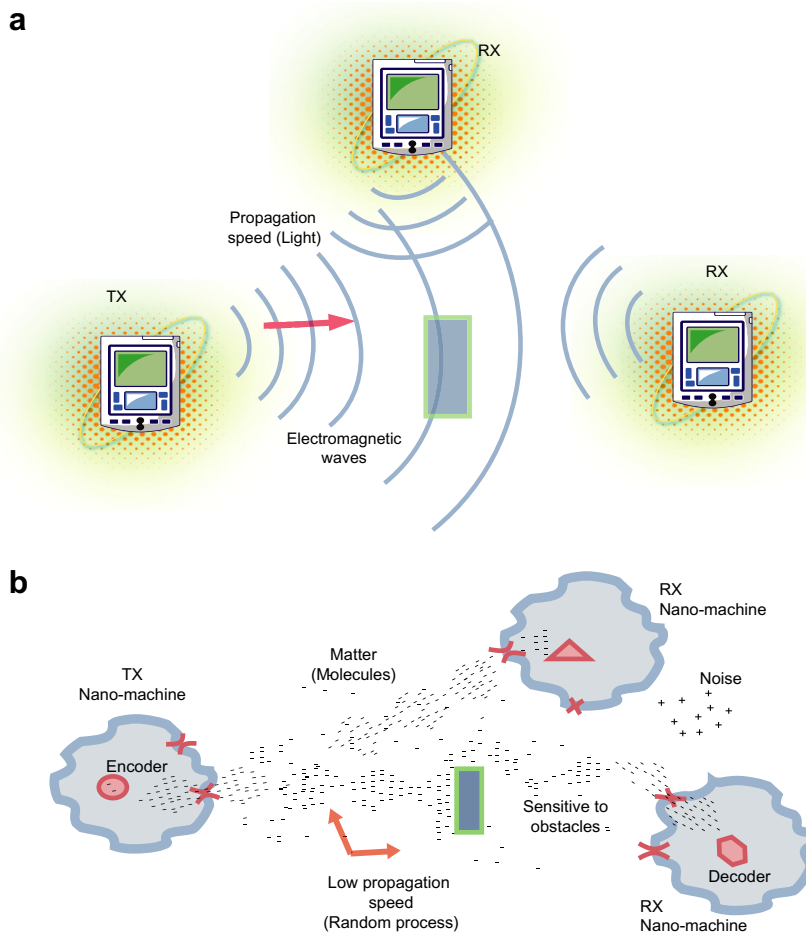 a
RX
Propagation
speed (Light)
TX
RX
Electromagnetic
waves
b
RX
Nano-machine
Matter
(Molecules)
TX
Nano-machine
Noise
Encoder
Sensitive to
obstacles
Decoder
Low propagation
speed
(Random process)
RX
Nano-machine